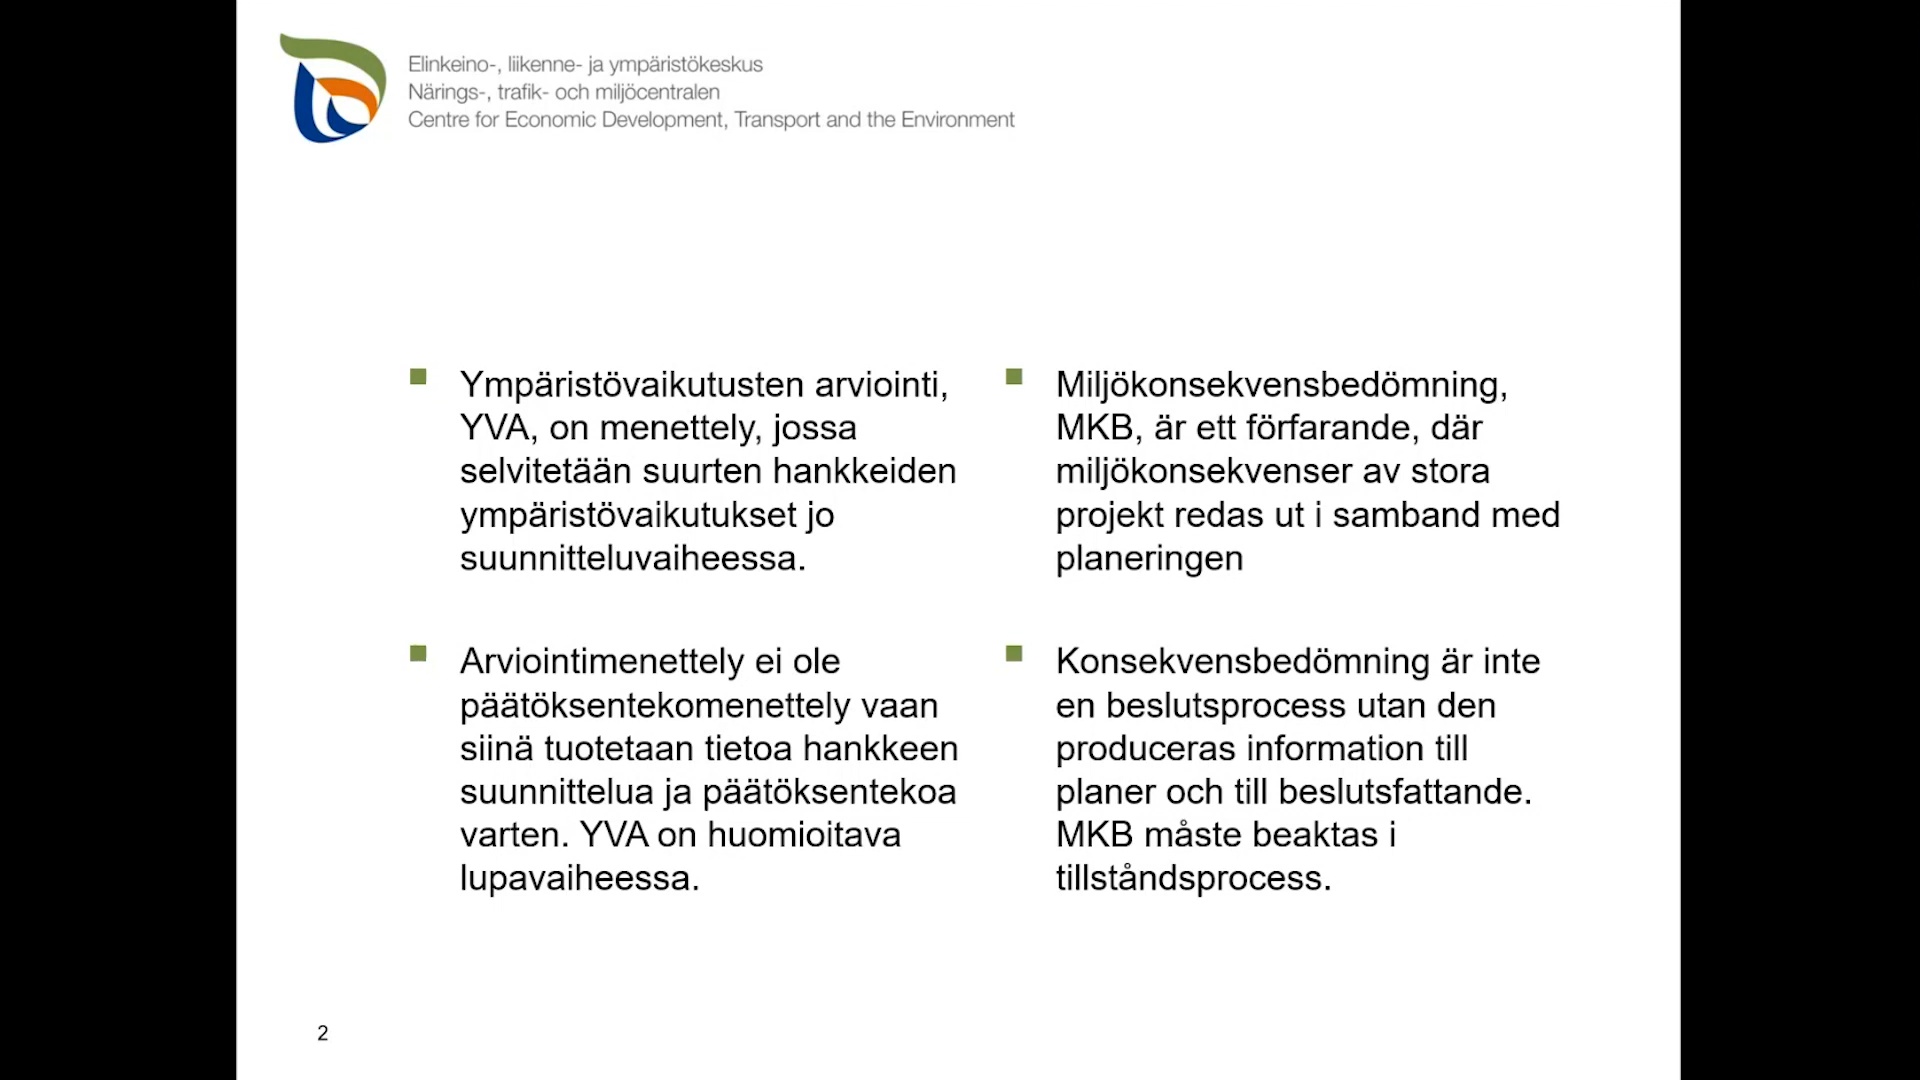 Elinkeino-, liikenne- ja ympäristökeskus
Närings-, trafik- och miljöcentralen
Centre for Economic Development, Transport and the Environment
Ympäristövaikutusten arviointi,
YVA, on menettely, jossa
selvitetään suurten hankkeiden
ympäristövaikutukset jo
suunnitteluvaiheessa.
Arviointimenettely ei ole
päätöksentekomenettely vaan
siinä tuotetaan tietoa hankkeen
suunnittelua ja päätöksentekoa
varten. YVA on huomioitava
lupavaiheessa.
Miljökonsekvensbedömning,
MKB, är ett förfarande, där
miljökonsekvenser av stora
projekt redas ut i samband med
planeringen
Konsekvensbedömning är inte
en beslutsprocess utan den
produceras information till
planer och till beslutsfattande.
MKB måste beaktas i
tillståndsprocess.
2